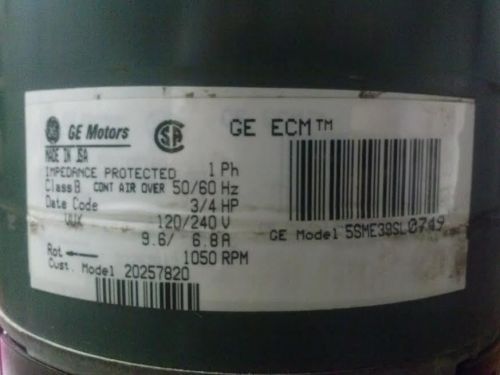 GE Motors SA GE ECM™
MADE IN USA
IMPEDANCE PROTECTED 1 Ph
Class B CONT AIR OVER 50/60 Hz
Date Code 3/4 HP
120/240 V
9.6/ 6.8 A
GE Model 5SME39SL0749
Rot 1050 RPM
Cust. Model 20257820